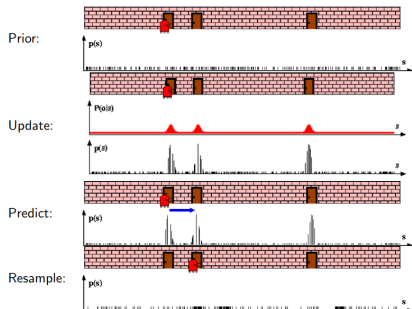 Prior:
p(s)
s
P(o|s)
s
Update:
p(s)
s
Predict:
p(s)
s
Resample:
p(s)
s